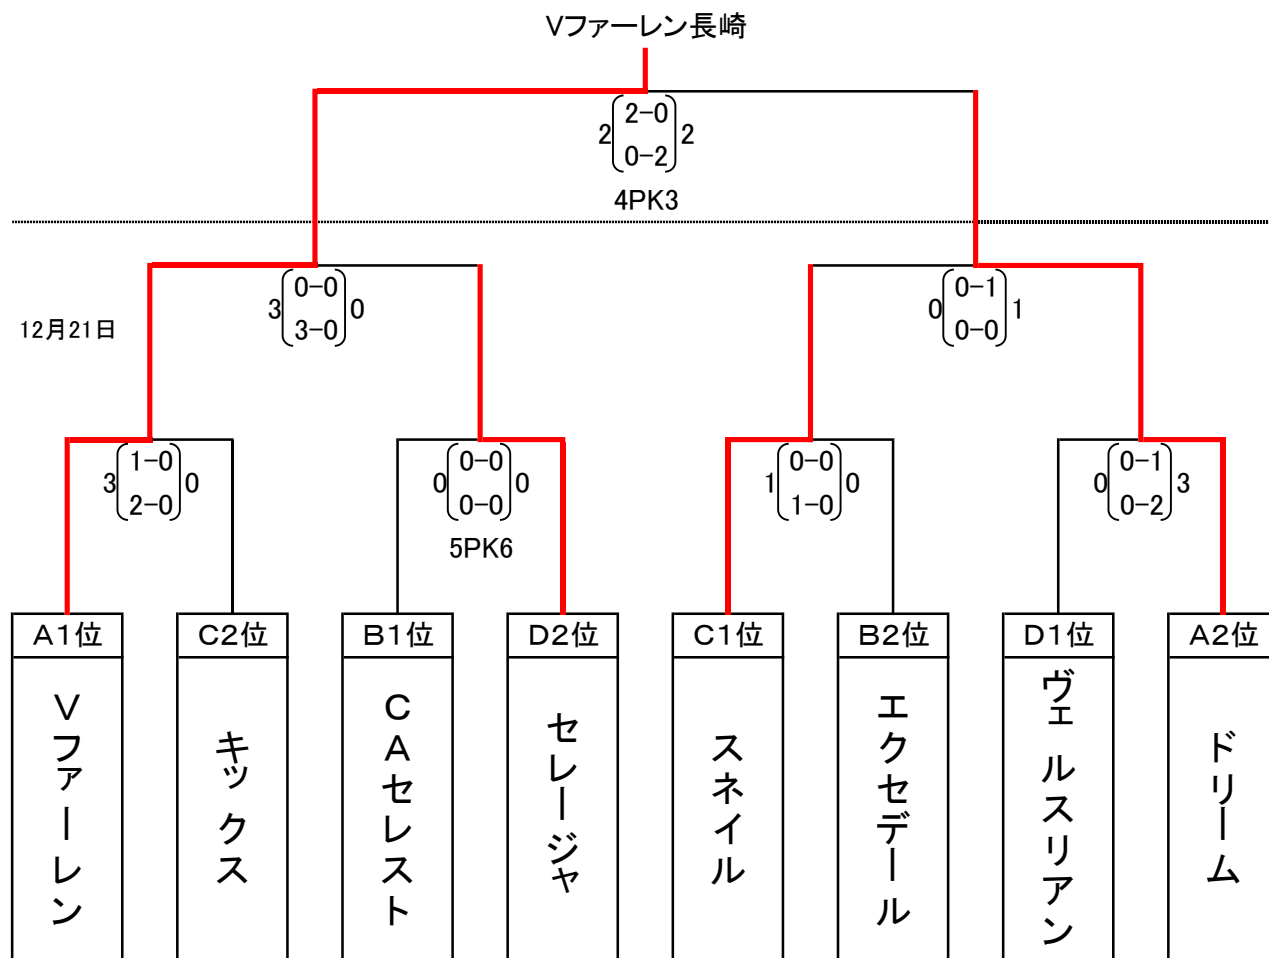 Vファーレン長崎
2 2-0 2
0-2
4PK3
3 0-0 0
3-0
0 0-1 1
0-0
12月21日
3 1-0 0
2-0
0 0-0 0
0-0
5PK6
1 0-0 0
1-0
0 0-1 3
0-2
A1位 C2位 B1位 D2位 C1位 B2位 D1位 A2位
Vファーレン
キックス
CAセレスト
セレージャ
スネイル
エクセデール
ヴェルスリアン
ドリーム